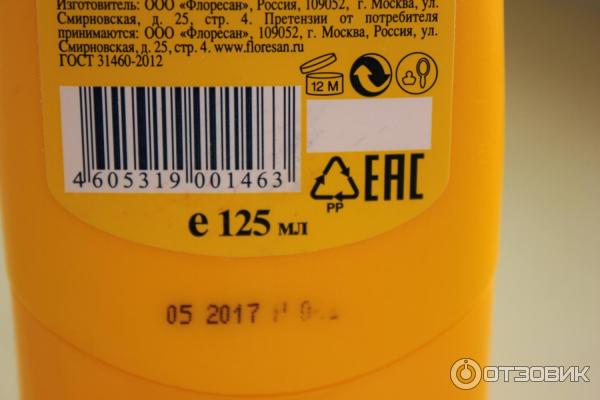 Изготовитель: ООО «Флоресан», Россия, 109052, г. Москва, ул.
Смирновская, д. 25, стр. 4. Претензии от потребителя
принимаются: ООО «Флоресан», 109052, г. Москва, Россия, ул.
Смирновская, д. 25, стр. 4. www.floresan.ru
ГОСТ 31460-2012
12 M
4 605319 001463
PP
EAC
e 125 мл
05 2017
ОТЗОВИК